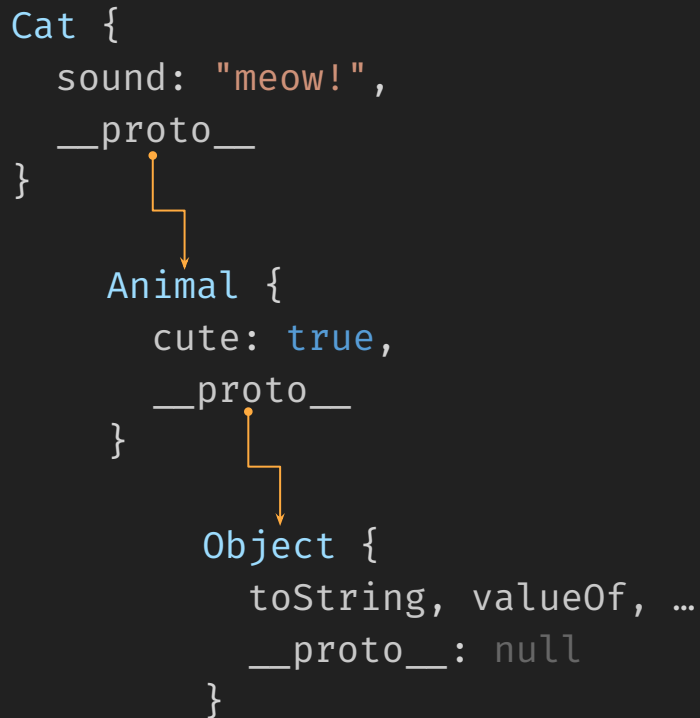 Cat {
sound: "meow!",
__proto__
}
Animal {
cute: true,
__proto__
}
Object {
toString, valueOf, …
__proto__: null
}